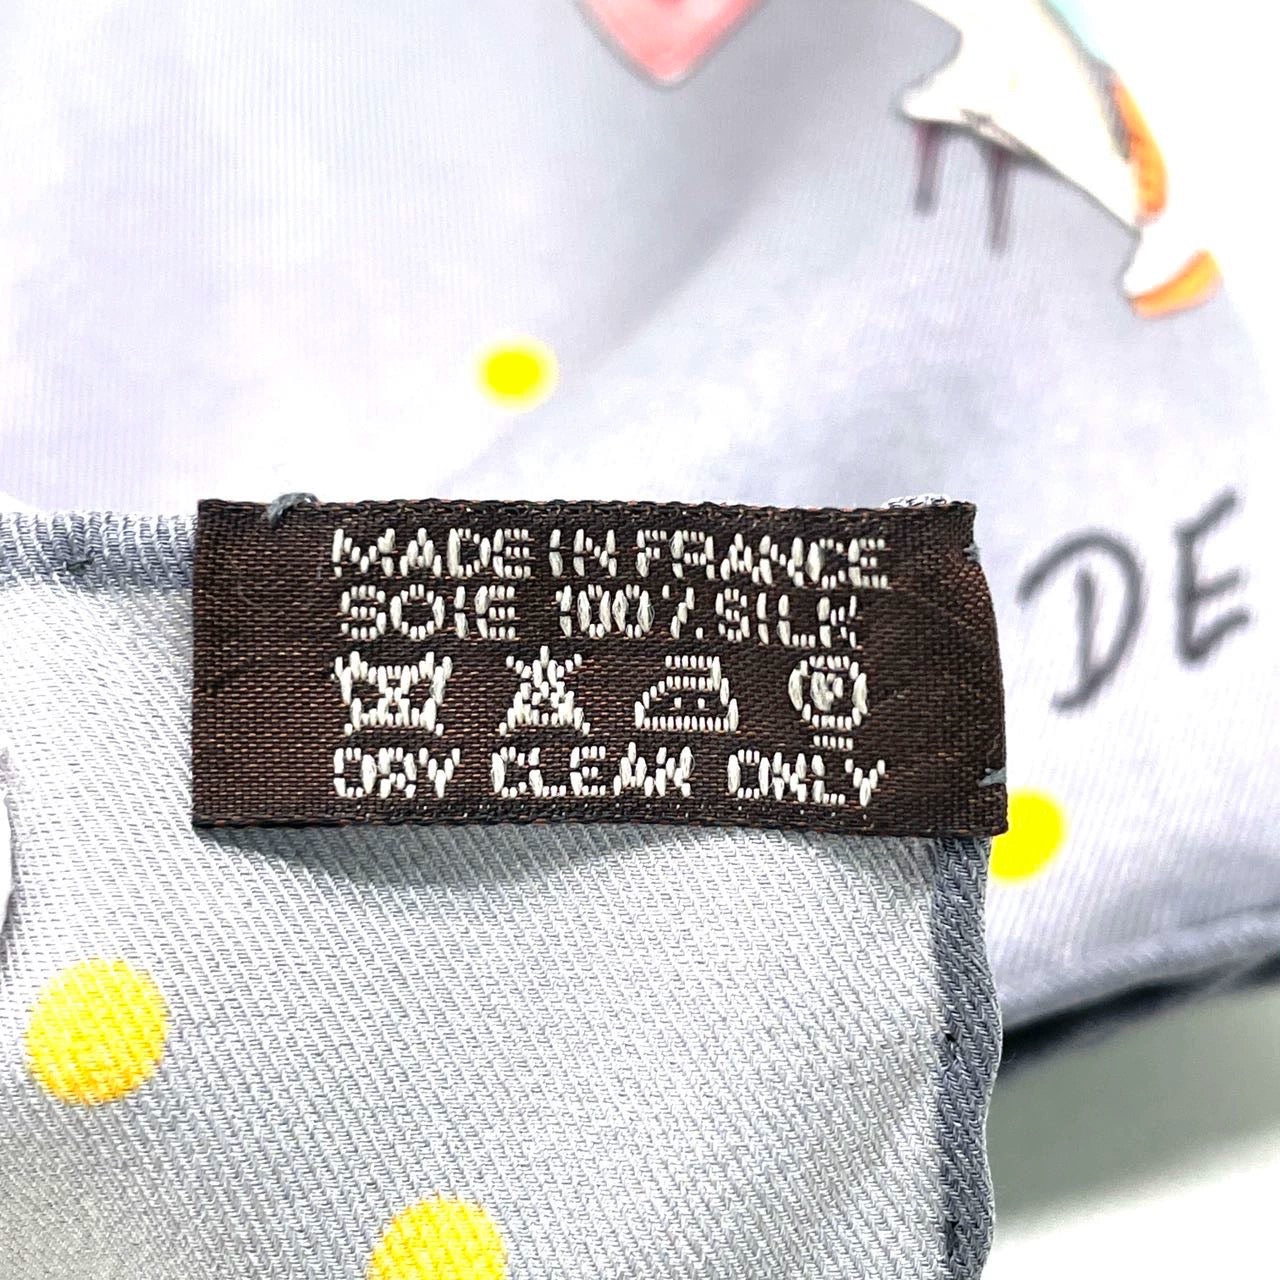 MADE IN FRANCE
SOIE 100% SILK
P
DRY CLEAN ONLY
DE